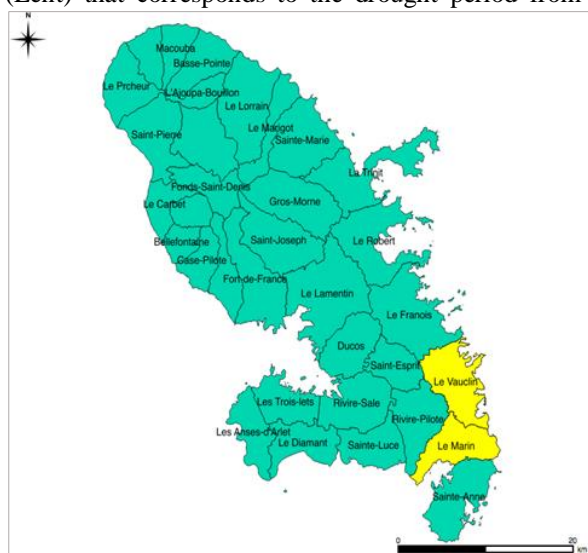 (Lent) that corresponds to the drought period from
N
Macouba
Basse-Pointe
Le Prcheur
L'Ajoupa-Bouillon
Le Lorrain
Le Marigot
Saint-Pierre
Sainte-Marie
La Trinit
Fonds-Saint-Denis
Le Carbet
Gros-Morne
Bellefontaine
Saint-Joseph
Le Robert
Case-Pilote
Fort-de-France
Le Lamentin
Le Franois
Ducos
Saint-Esprit
Le Vauclin
Les Trois-Ilets
Rivire-Sale
Rivire-Pilote
Les Anses-d'Arlet
Le Diamant
Sainte-Luce
Le Marin
Sainte-Anne
0 20
km